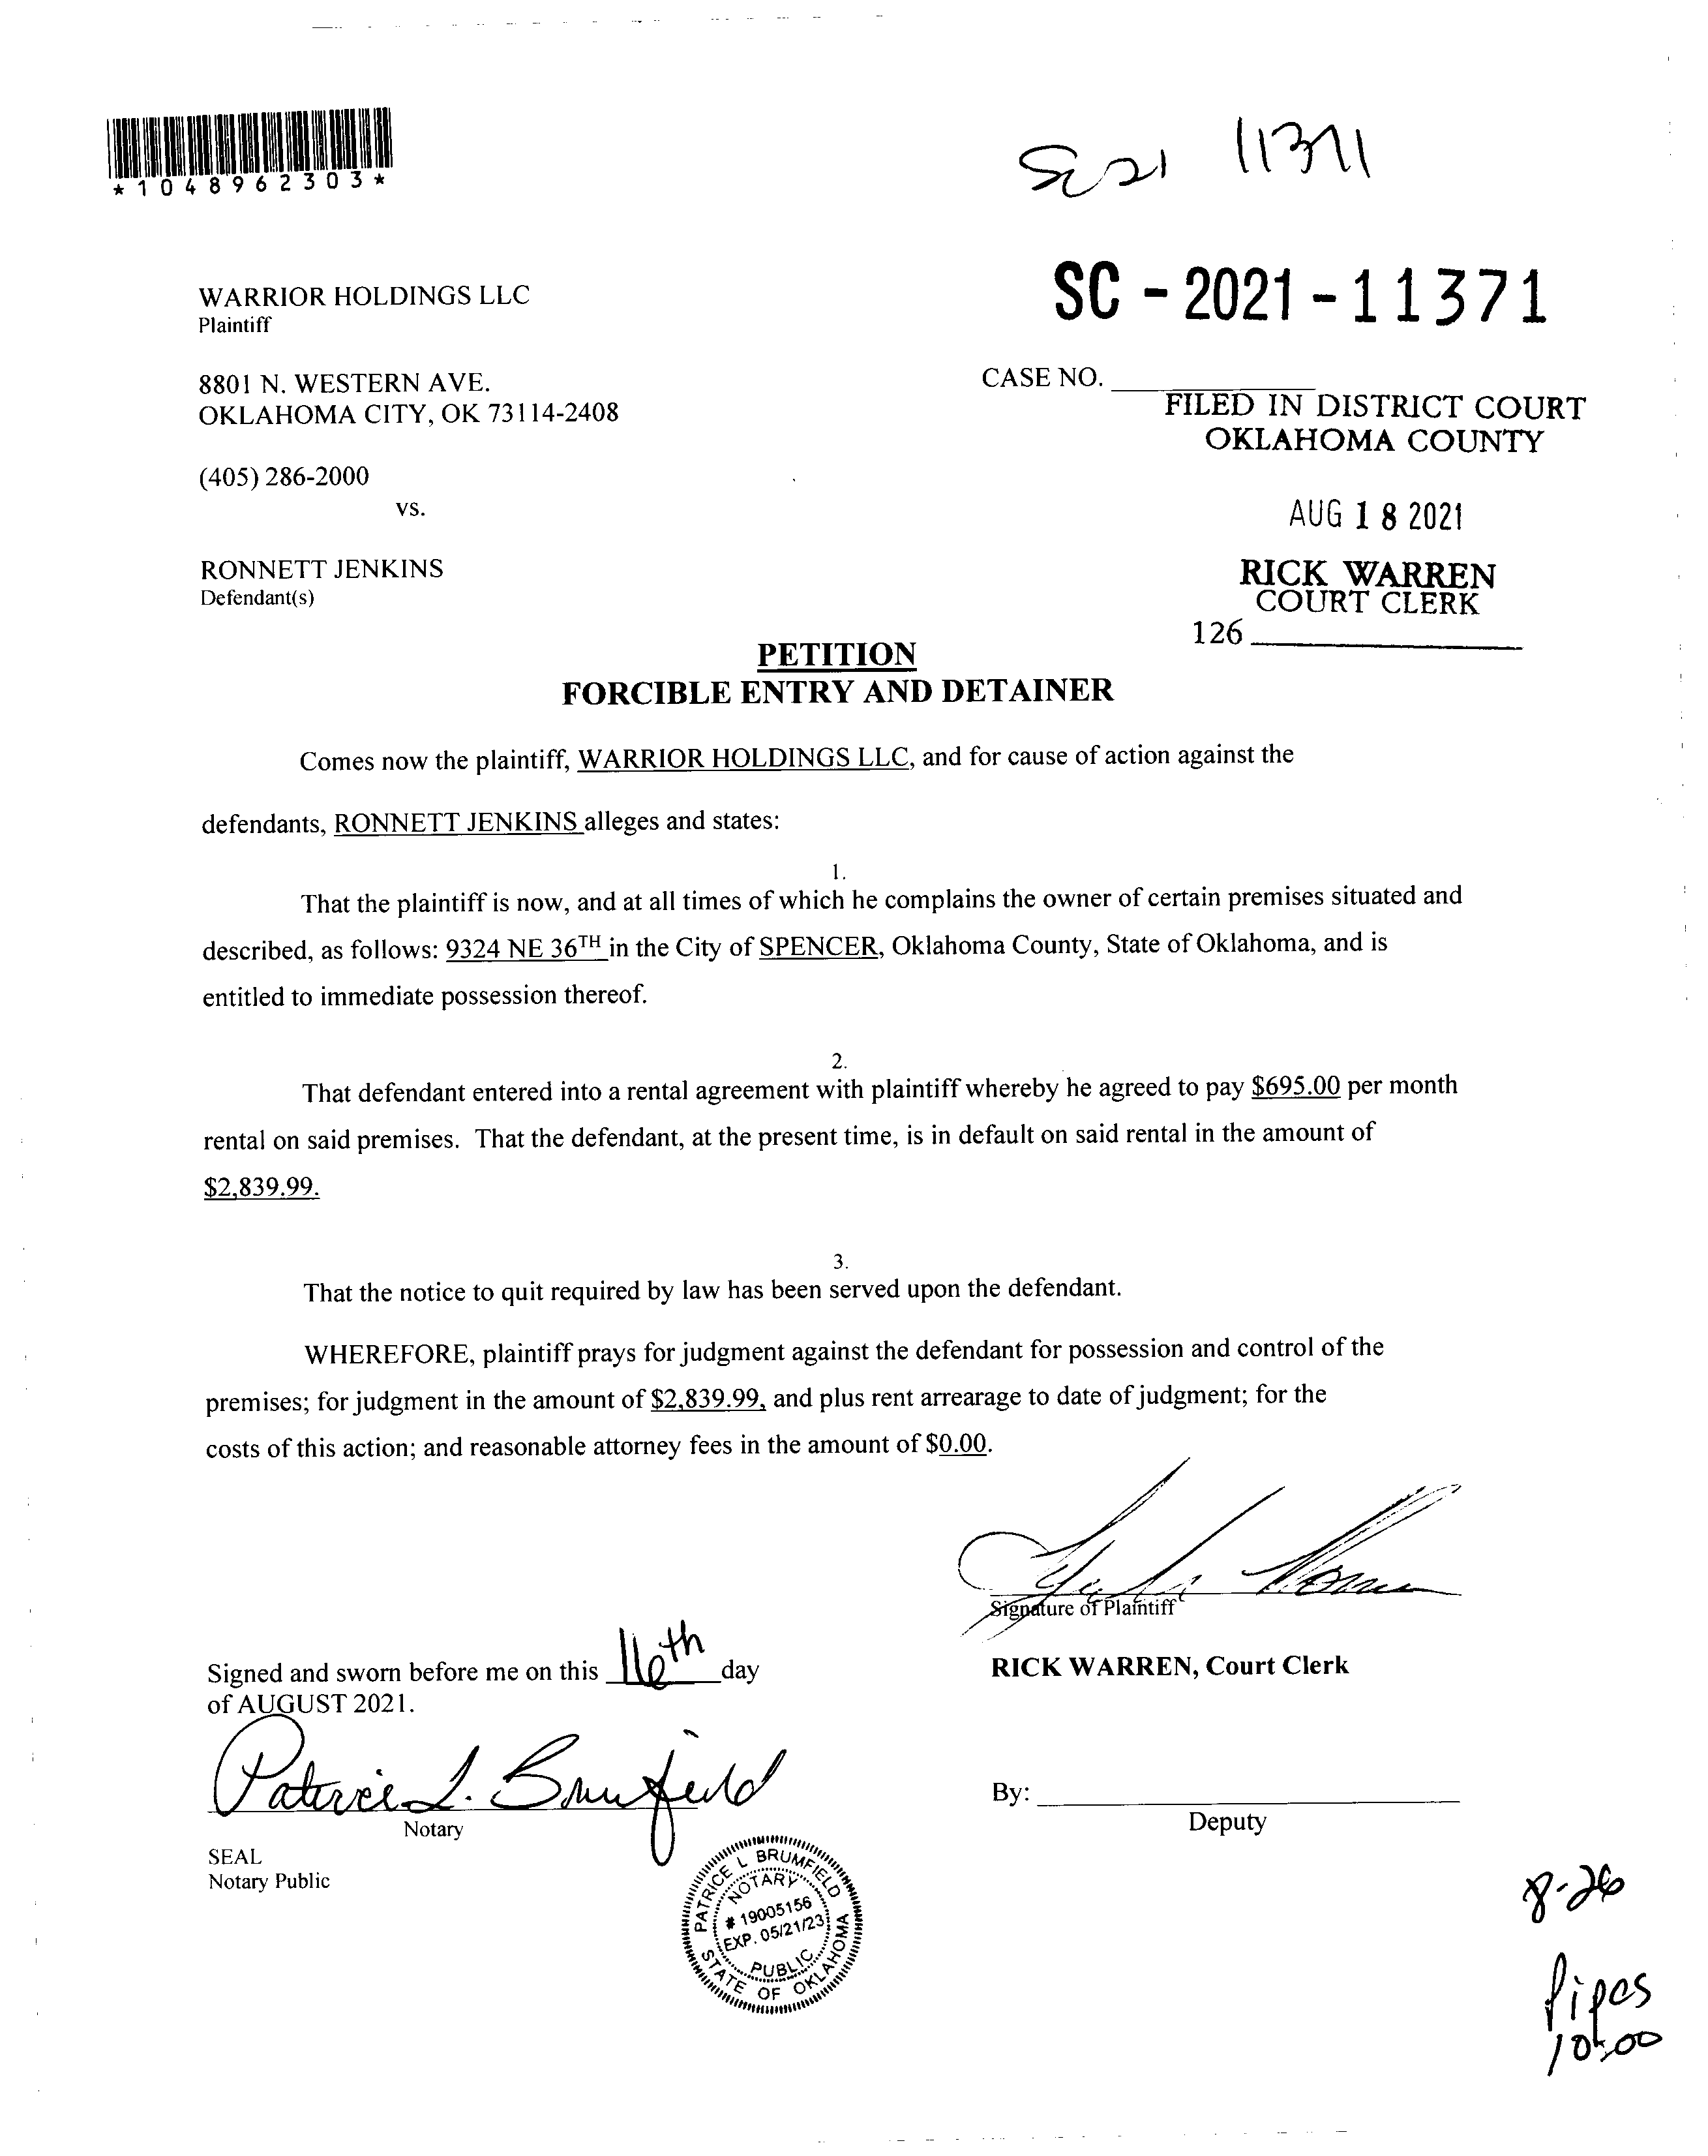 *1048962303*
SC21 11371
SC-2021-11371
WARRIOR HOLDINGS LLC
Plaintiff
8801 N. WESTERN AVE.
OKLAHOMA CITY, OK 73114-2408
CASE NO.
FILED IN DISTRICT COURT
OKLAHOMA COUNTY
(405) 286-2000
vs.
AUG 18 2021
RONNETT JENKINS
Defendant(s)
RICK WARREN
COURT CLERK
126
PETITION
FORCIBLE ENTRY AND DETAINER
Comes now the plaintiff, WARRIOR HOLDINGS LLC, and for cause of action against the
defendants, RONNETT JENKINS alleges and states:
1.
That the plaintiff is now, and at all times of which he complains the owner of certain premises situated and
described, as follows: 9324 NE 36TH in the City of SPENCER, Oklahoma County, State of Oklahoma, and is
entitled to immediate possession thereof.
2.
That defendant entered into a rental agreement with plaintiff whereby he agreed to pay $695.00 per month
rental on said premises. That the defendant, at the present time, is in default on said rental in the amount of
$2,839.99.
3.
That the notice to quit required by law has been served upon the defendant.
WHEREFORE, plaintiff prays for judgment against the defendant for possession and control of the
premises; for judgment in the amount of $2,839.99, and plus rent arrearage to date of judgment; for the
costs of this action; and reasonable attorney fees in the amount of $0.00.
Signature of Plaintiff
Signed and sworn before me on this 16th day
of AUGUST 2021.
RICK WARREN, Court Clerk
Patrice L. Brumfield
Notary
By:
Deputy
SEAL
Notary Public
PATRICE L BRUMFIELD
NOTARY
# 19005156
EXP. 05/21/23
PUBLIC
STATE OF OKLAHOMA
8-26
Pipes
10:00